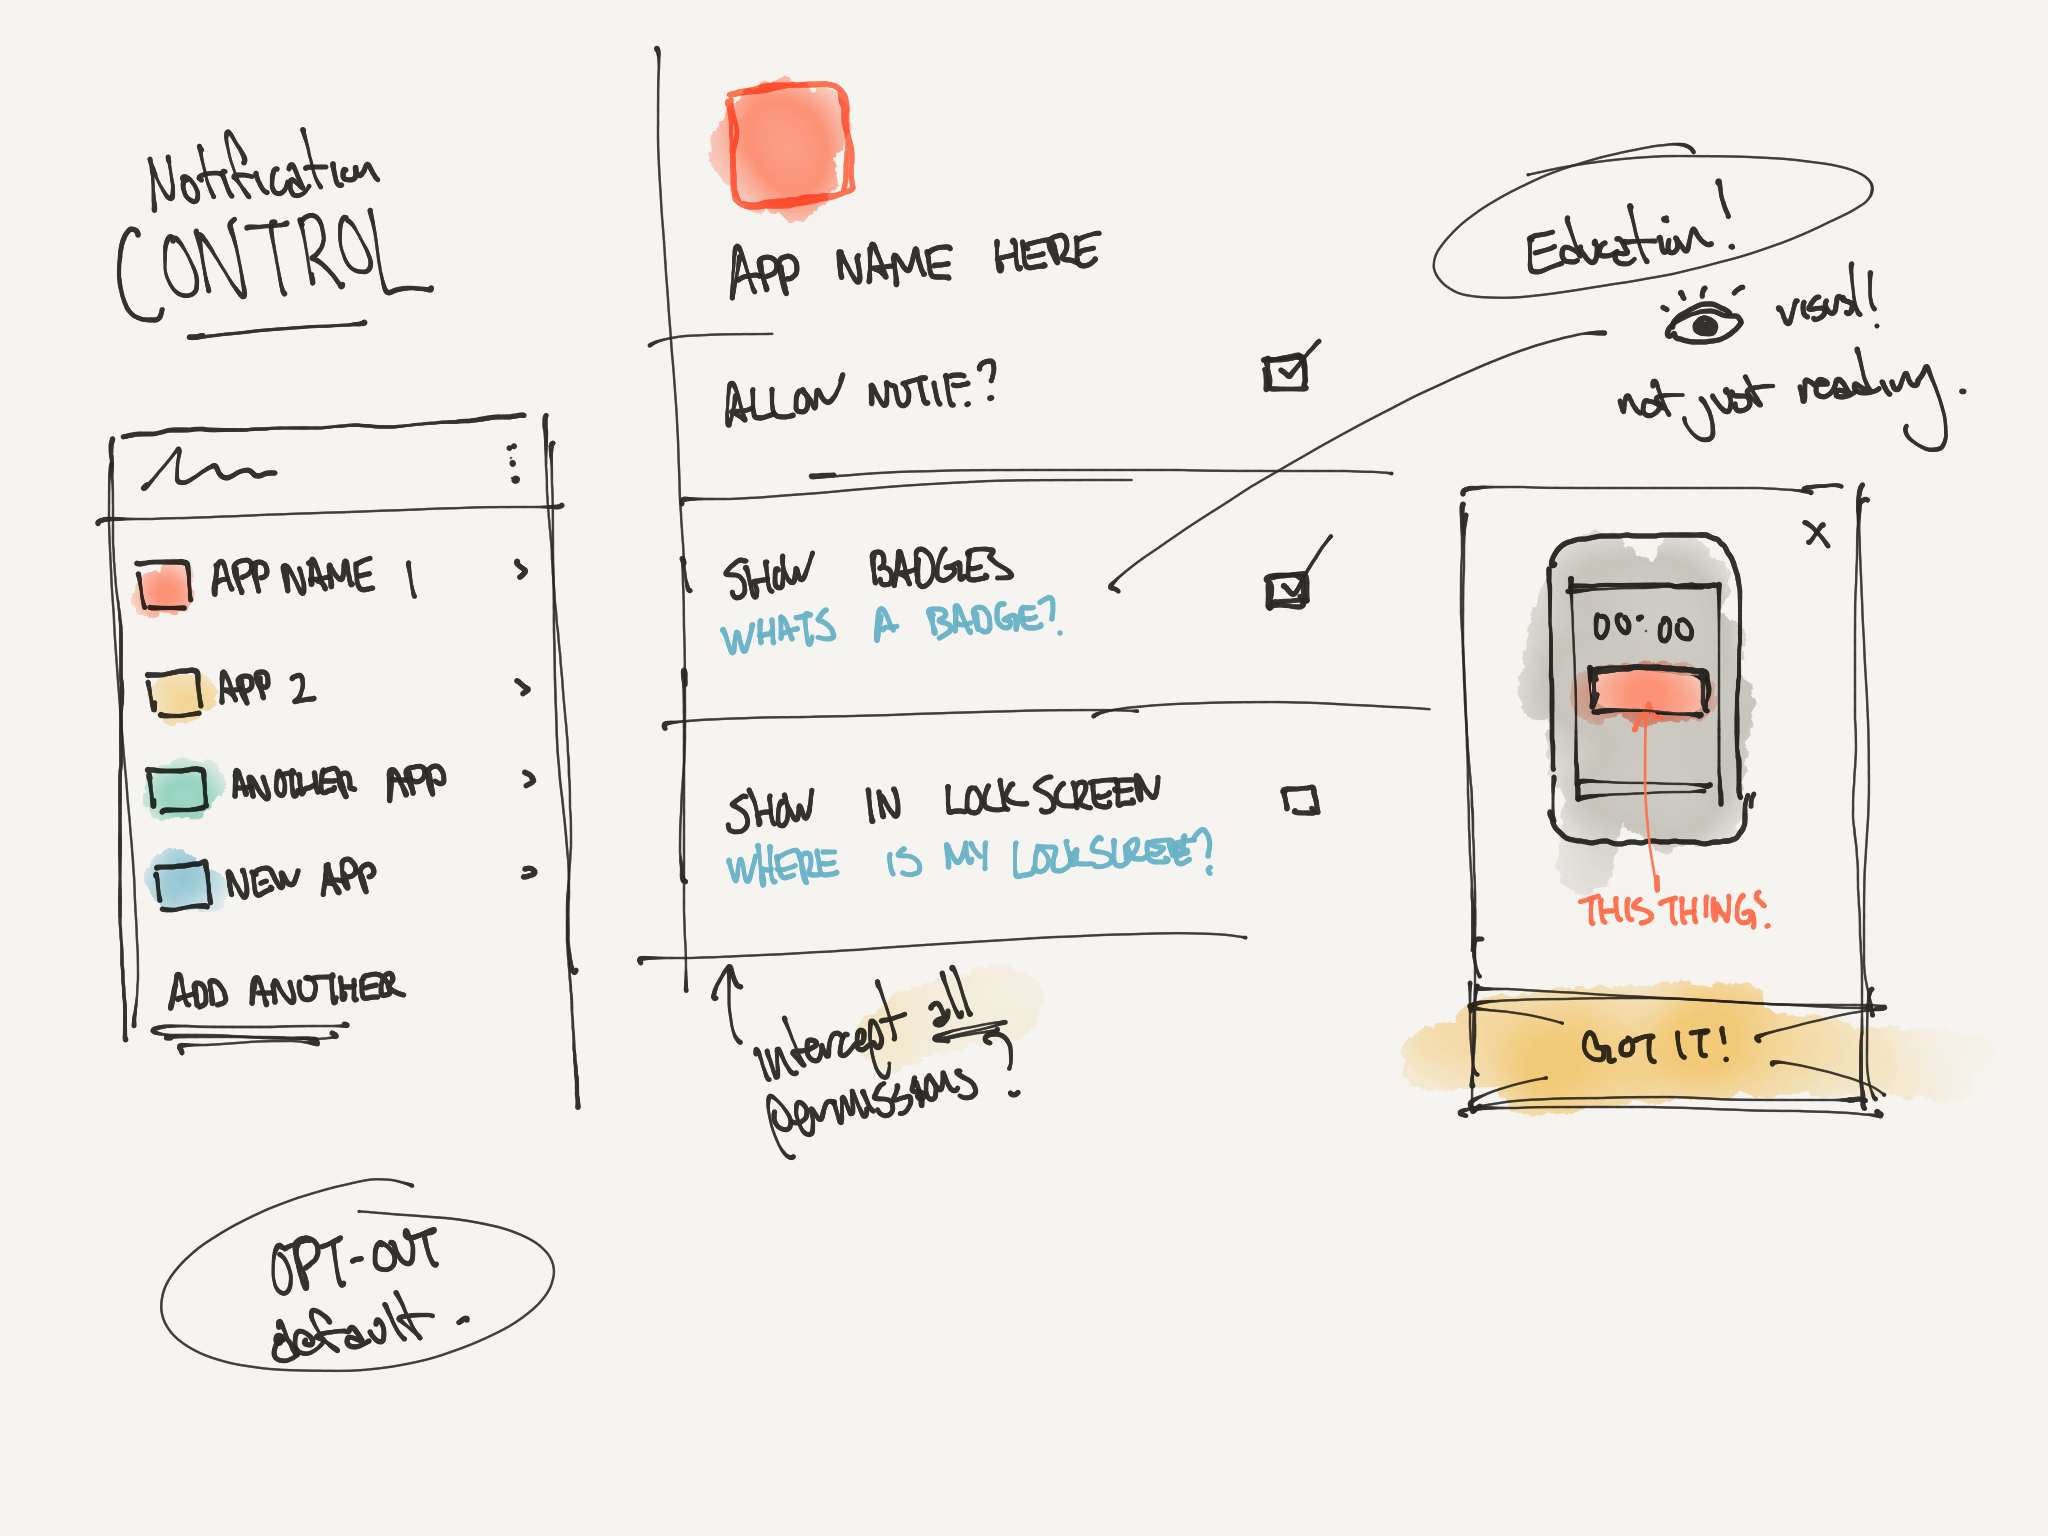 Notification
CONTROL
APP NAME 1
APP 2
ANOTHER APP
NEW APP
ADD ANOTHER
OPT-OUT
default.
APP NAME HERE
ALLOW NOTIF.?
SHOW BADGES
WHATS A BADGE?
SHOW IN LOCKSCREEN
WHERE IS MY LOCKSCREEN?
intercept all
permissions?
Education!
visual!
not just reading.
X
00:00
THIS THING?
GOT IT!